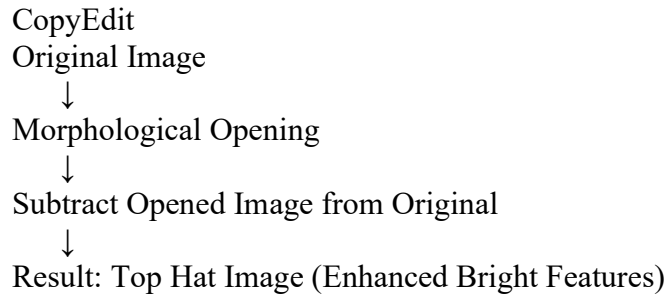 CopyEdit
Original Image
↓
Morphological Opening
↓
Subtract Opened Image from Original
↓
Result: Top Hat Image (Enhanced Bright Features)